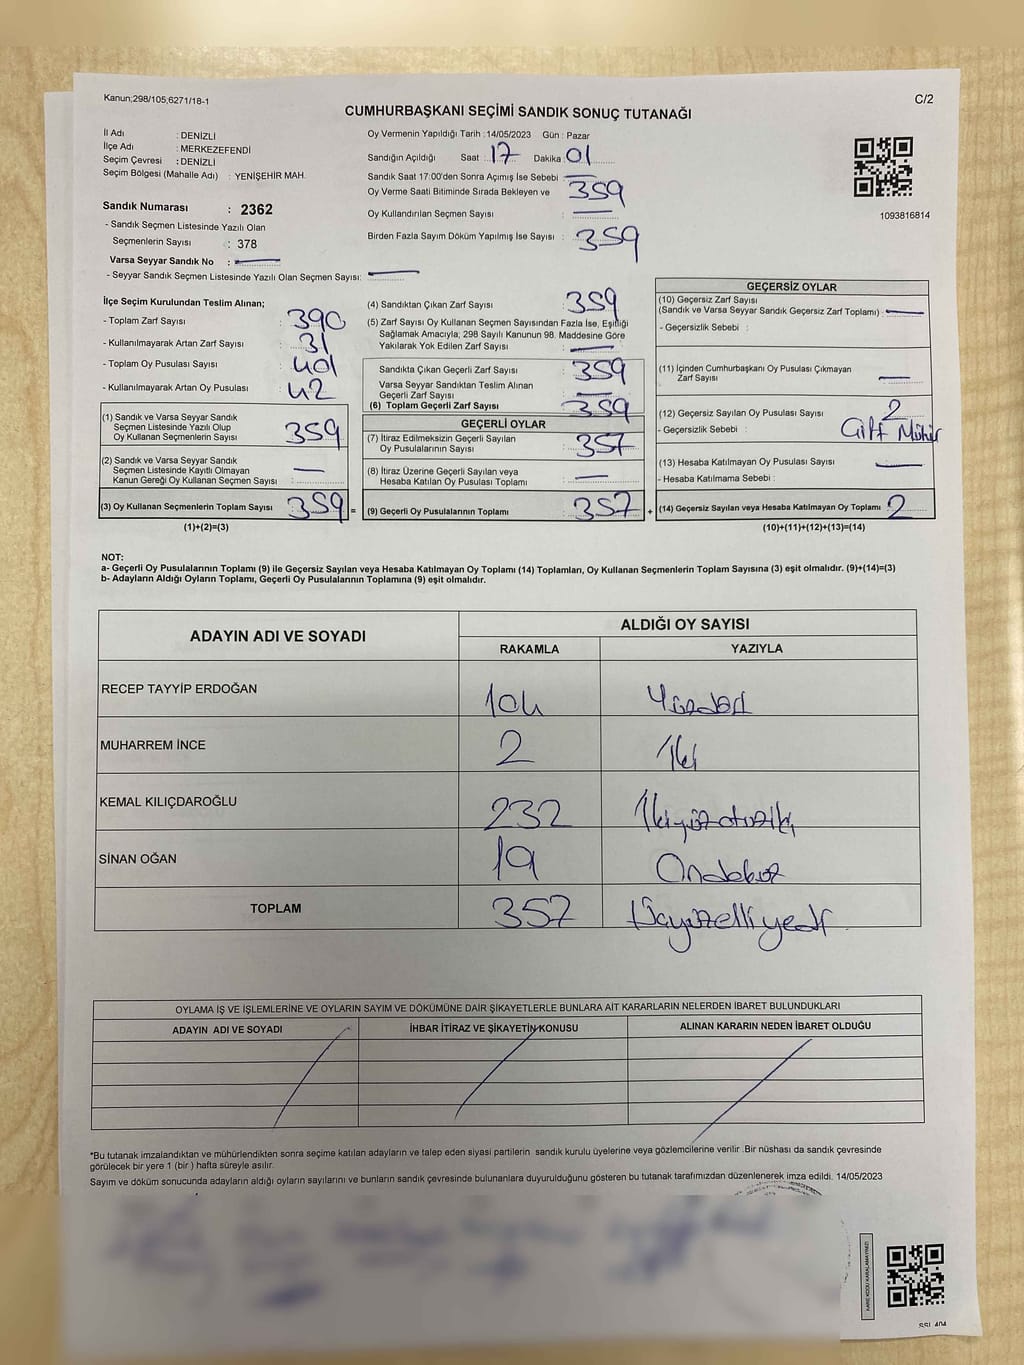 Kanun;298/105;6271/18-1
C/2
CUMHURBAŞKANI SEÇİMİ SANDIK SONUÇ TUTANAĞI
İl Adı : DENİZLİ
İlçe Adı : MERKEZEFENDİ
Seçim Çevresi : DENİZLİ
Seçim Bölgesi (Mahalle Adı) : YENİŞEHİR MAH.
Sandık Numarası : 2362
- Sandık Seçmen Listesinde Yazılı Olan
Seçmenlerin Sayısı : 378
Varsa Seyyar Sandık No :
- Seyyar Sandık Seçmen Listesinde Yazılı Olan Seçmen Sayısı:
Oy Vermenin Yapıldığı Tarih : 14/05/2023 Gün : Pazar
Sandığın Açıldığı Saat : 17 Dakika : 01
Sandık Saat 17:00'den Sonra Açımış İse Sebebi :
Oy Verme Saati Bitiminde Sırada Bekleyen ve 359
Oy Kullandırılan Seçmen Sayısı :
Birden Fazla Sayım Döküm Yapılmış İse Sayısı : 359
1093816814
İlçe Seçim Kurulundan Teslim Alınan;
- Toplam Zarf Sayısı : 390
- Kullanılmayarak Artan Zarf Sayısı : 31
- Toplam Oy Pusulası Sayısı : 401
- Kullanılmayarak Artan Oy Pusulası : 42
(1) Sandık ve Varsa Seyyar Sandık
Seçmen Listesinde Yazılı Olup
Oy Kullanan Seçmenlerin Sayısı : 359
(2) Sandık ve Varsa Seyyar Sandık
Seçmen Listesinde Kayıtlı Olmayan
Kanun Gereği Oy Kullanan Seçmen Sayısı :
(3) Oy Kullanan Seçmenlerin Toplam Sayısı 359 =
(1)+(2)=(3)
(4) Sandıktan Çıkan Zarf Sayısı : 359
(5) Zarf Sayısı Oy Kullanan Seçmen Sayısından Fazla İse, Eşitliği
Sağlamak Amacıyla; 298 Sayılı Kanunun 98. Maddesine Göre
Yakılarak Yok Edilen Zarf Sayısı :
Sandıkta Çıkan Geçerli Zarf Sayısı : 359
Varsa Seyyar Sandıktan Teslim Alınan
Geçerli Zarf Sayısı :
(6) Toplam Geçerli Zarf Sayısı : 359
GEÇERLİ OYLAR
(7) İtiraz Edilmeksizin Geçerli Sayılan
Oy Pusulalarının Sayısı : 357
(8) İtiraz Üzerine Geçerli Sayılan veya
Hesaba Katılan Oy Pusulası Toplamı :
(9) Geçerli Oy Pusulalarının Toplamı : 357 +
GEÇERSİZ OYLAR
(10) Geçersiz Zarf Sayısı
(Sandık ve Varsa Seyyar Sandık Geçersiz Zarf Toplamı) :
- Geçersizlik Sebebi :
(11) İçinden Cumhurbaşkanı Oy Pusulası Çıkmayan
Zarf Sayısı :
(12) Geçersiz Sayılan Oy Pusulası Sayısı : 2
- Geçersizlik Sebebi : Çift Mühür
(13) Hesaba Katılmayan Oy Pusulası Sayısı :
- Hesaba Katılmama Sebebi :
(14) Geçersiz Sayılan veya Hesaba Katılmayan Oy Toplamı : 2
(10)+(11)+(12)+(13)=(14)
NOT:
a- Geçerli Oy Pusulalarının Toplamı (9) ile Geçersiz Sayılan veya Hesaba Katılmayan Oy Toplamı (14) Toplamları, Oy Kullanan Seçmenlerin Toplam Sayısına (3) eşit olmalıdır. (9)+(14)=(3)
b- Adayların Aldığı Oyların Toplamı, Geçerli Oy Pusulalarının Toplamına (9) eşit olmalıdır.
ADAYIN ADI VE SOYADI
ALDIĞI OY SAYISI
RAKAMLA YAZIYLA
RECEP TAYYİP ERDOĞAN 104 Yüzdört
MUHARREM İNCE 2 İki
KEMAL KILIÇDAROĞLU 232 İkiyüzotuziki
SİNAN OĞAN 19 Ondokuz
TOPLAM 357 Üçyüzelliyedi
OYLAMA İŞ VE İŞLEMLERİNE VE OYLARIN SAYIM VE DÖKÜMÜNE DAİR ŞİKAYETLERLE BUNLARA AİT KARARLARIN NELERDEN İBARET BULUNDUKLARI
ADAYIN ADI VE SOYADI İHBAR İTİRAZ VE ŞİKAYETİN KONUSU ALINAN KARARIN NEDEN İBARET OLDUĞU
*Bu tutanak imzalandıktan ve mühürlendikten sonra seçime katılan adayların ve talep eden siyasi partilerin sandık kurulu üyelerine veya gözlemcilerine verilir .Bir nüshası da sandık çevresinde
görülecek bir yere 1 (bir ) hafta süreyle asılır.
Sayım ve döküm sonucunda adayların aldığı oyların sayılarını ve bunların sandık çevresinde bulunanlara duyurulduğunu gösteren bu tutanak tarafımızdan düzenlenerek imza edildi. 14/05/2023
KARE KODU KARALAMAYINIZ!